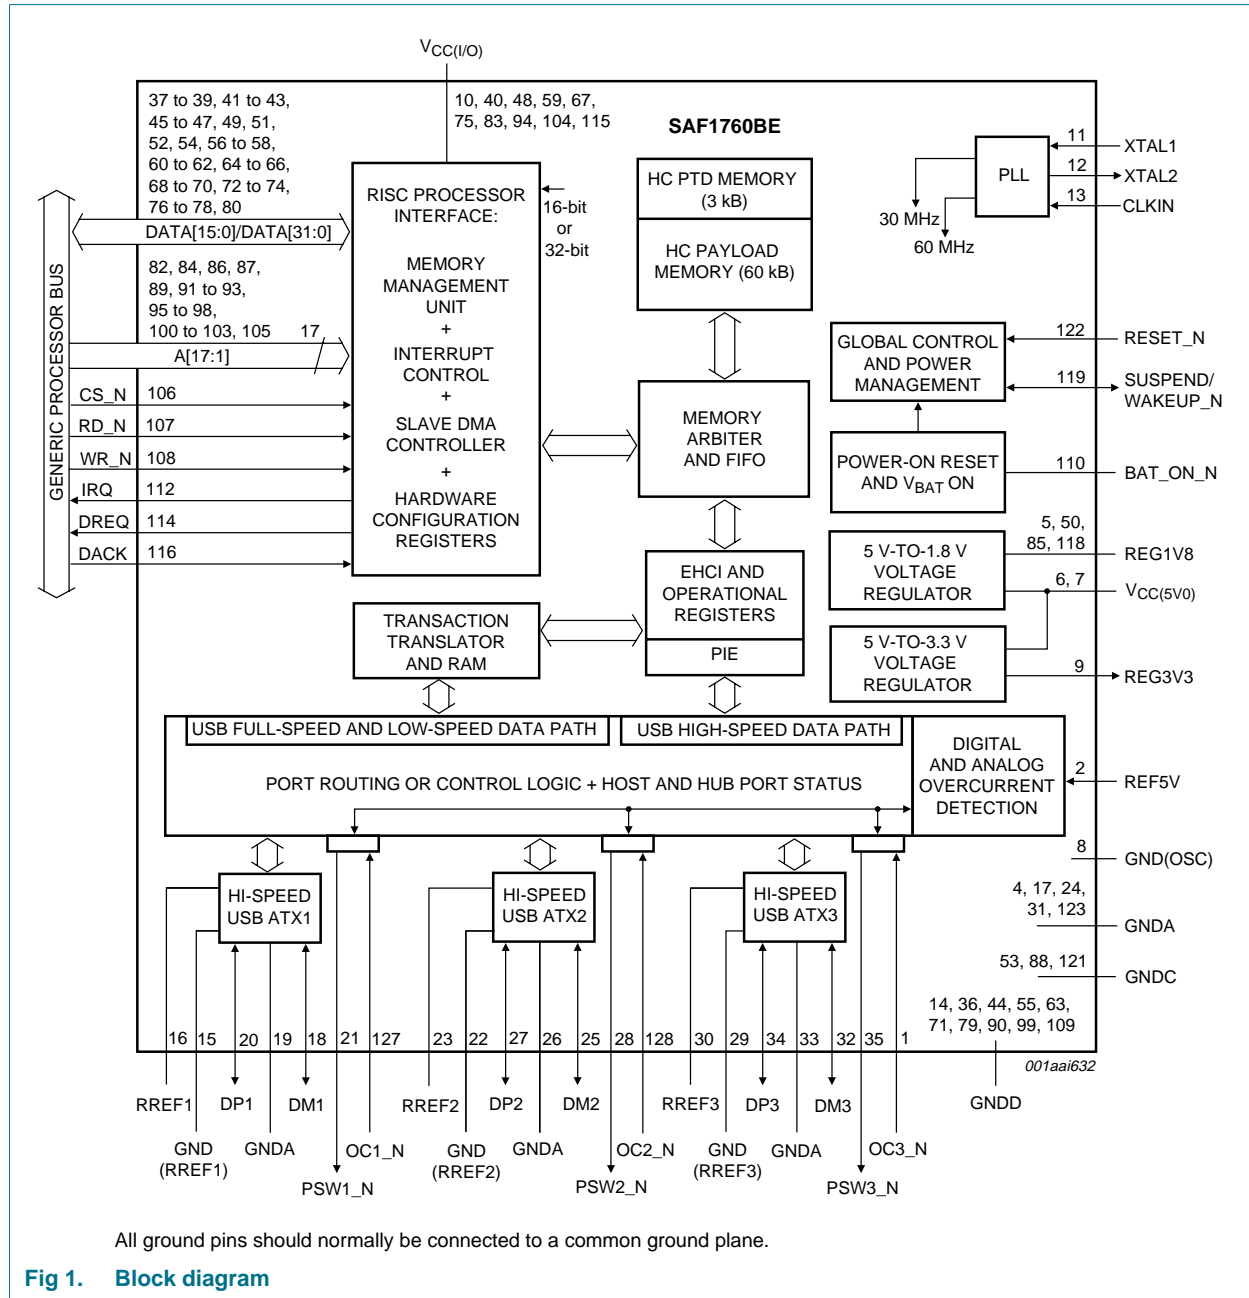 VCC(I/O)
37 to 39, 41 to 43,
45 to 47, 49, 51,
52, 54, 56 to 58,
60 to 62, 64 to 66,
68 to 70, 72 to 74,
76 to 78, 80
DATA[15:0]/DATA[31:0]
10, 40, 48, 59, 67,
75, 83, 94, 104, 115
SAF1760BE
82, 84, 86, 87,
89, 91 to 93,
95 to 98,
100 to 103, 105
17
A[17:1]
GENERIC PROCESSOR BUS
CS_N 106
RD_N 107
WR_N 108
IRQ 112
DREQ 114
DACK 116
RISC PROCESSOR
INTERFACE:
MEMORY
MANAGEMENT
UNIT
+
INTERRUPT
CONTROL
+
SLAVE DMA
CONTROLLER
+
HARDWARE
CONFIGURATION
REGISTERS
16-bit
or
32-bit
HC PTD MEMORY
(3 kB)
HC PAYLOAD
MEMORY (60 kB)
MEMORY
ARBITER
AND FIFO
EHCI AND
OPERATIONAL
REGISTERS
PIE
TRANSACTION
TRANSLATOR
AND RAM
PLL
30 MHz
60 MHz
11 XTAL1
12 XTAL2
13 CLKIN
GLOBAL CONTROL
AND POWER
MANAGEMENT
122 RESET_N
119 SUSPEND/
WAKEUP_N
POWER-ON RESET
AND VBAT ON
110 BAT_ON_N
5 V-TO-1.8 V
VOLTAGE
REGULATOR
5, 50,
85, 118 REG1V8
6, 7 VCC(5V0)
5 V-TO-3.3 V
VOLTAGE
REGULATOR
9 REG3V3
USB FULL-SPEED AND LOW-SPEED DATA PATH
USB HIGH-SPEED DATA PATH
PORT ROUTING OR CONTROL LOGIC + HOST AND HUB PORT STATUS
DIGITAL
AND ANALOG
OVERCURRENT
DETECTION
2 REF5V
8 GND(OSC)
4, 17, 24,
31, 123
GNDA
53, 88, 121
GNDC
14, 36, 44, 55, 63,
71, 79, 90, 99, 109
GNDD
001aai632
HI-SPEED
USB ATX1
HI-SPEED
USB ATX2
HI-SPEED
USB ATX3
16 15 20 19 18 21 127 23 22 27 26 25 28 128 30 29 34 33 32 35 1
RREF1 DP1 DM1 RREF2 DP2 DM2 RREF3 DP3 DM3
GND
(RREF1)
GNDA
OC1_N
PSW1_N
GND
(RREF2)
GNDA
OC2_N
PSW2_N
GND
(RREF3)
GNDA
OC3_N
PSW3_N
All ground pins should normally be connected to a common ground plane.
Fig 1. Block diagram